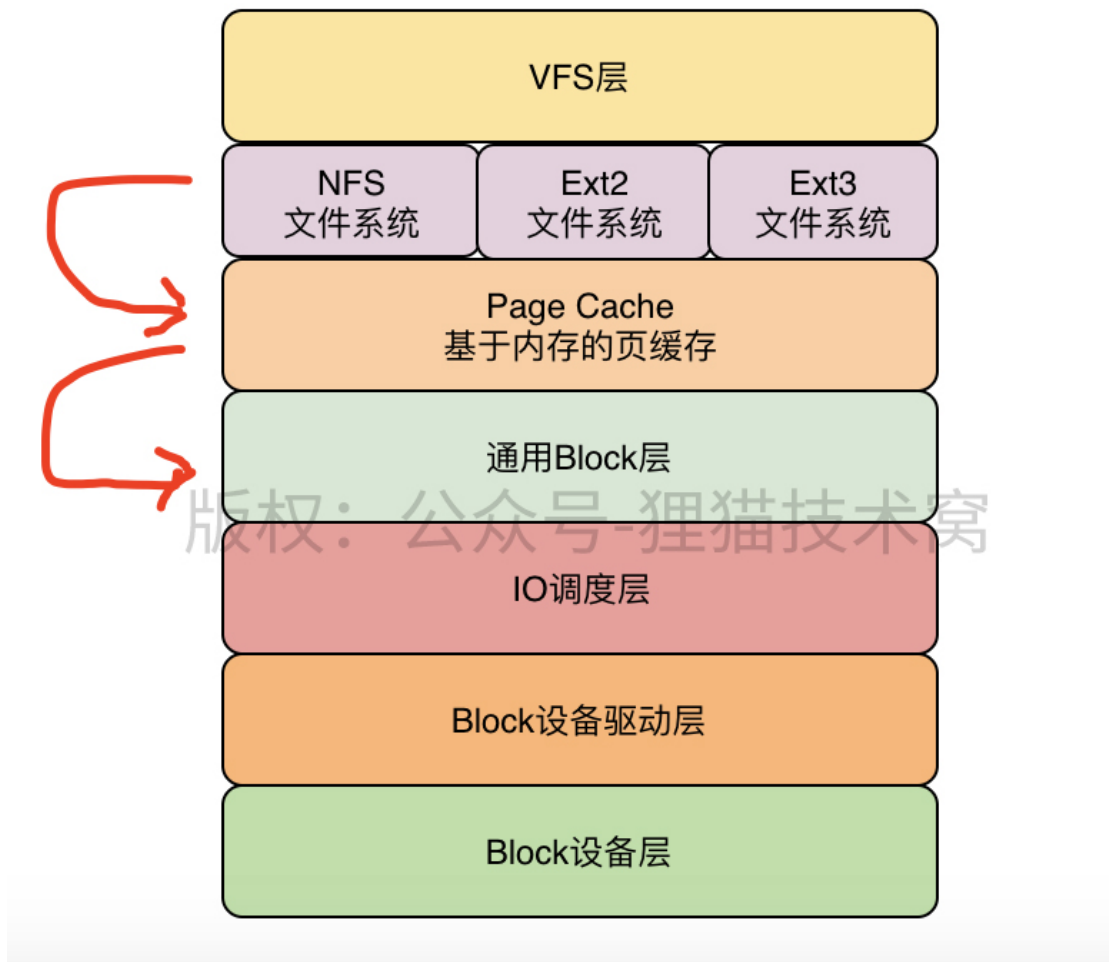 VFS层
NFS
文件系统
Ext2
文件系统
Ext3
文件系统
Page Cache
基于内存的页缓存
通用Block层
版权：公众号-狸猫技术窝
IO调度层
Block设备驱动层
Block设备层